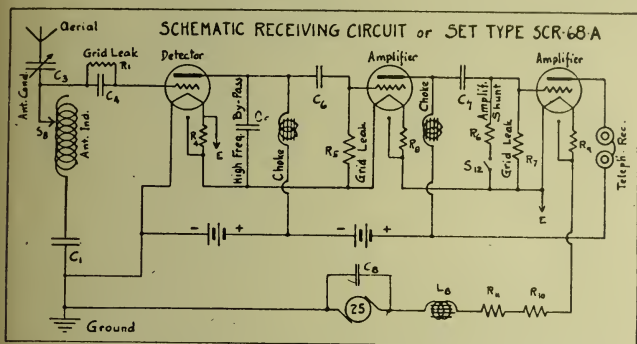 SCHEMATIC RECEIVING CIRCUIT OF SET TYPE SCR-68-A
Aerial
Ant. Cond.
C3
Grid Leak
R1
C4
Detector
S8
Ant. Ind.
C1
Ground
R4
E
High Freq. By-Pass
Choke
C6
R5
Grid Leak
Amplifier
R8
Choke
C7
Amplif. Shunt
R6
S12
Grid Leak
R7
Amplifier
R9
E
Teleph. Rec.
- +
- +
C8
25
L8
R11
R10